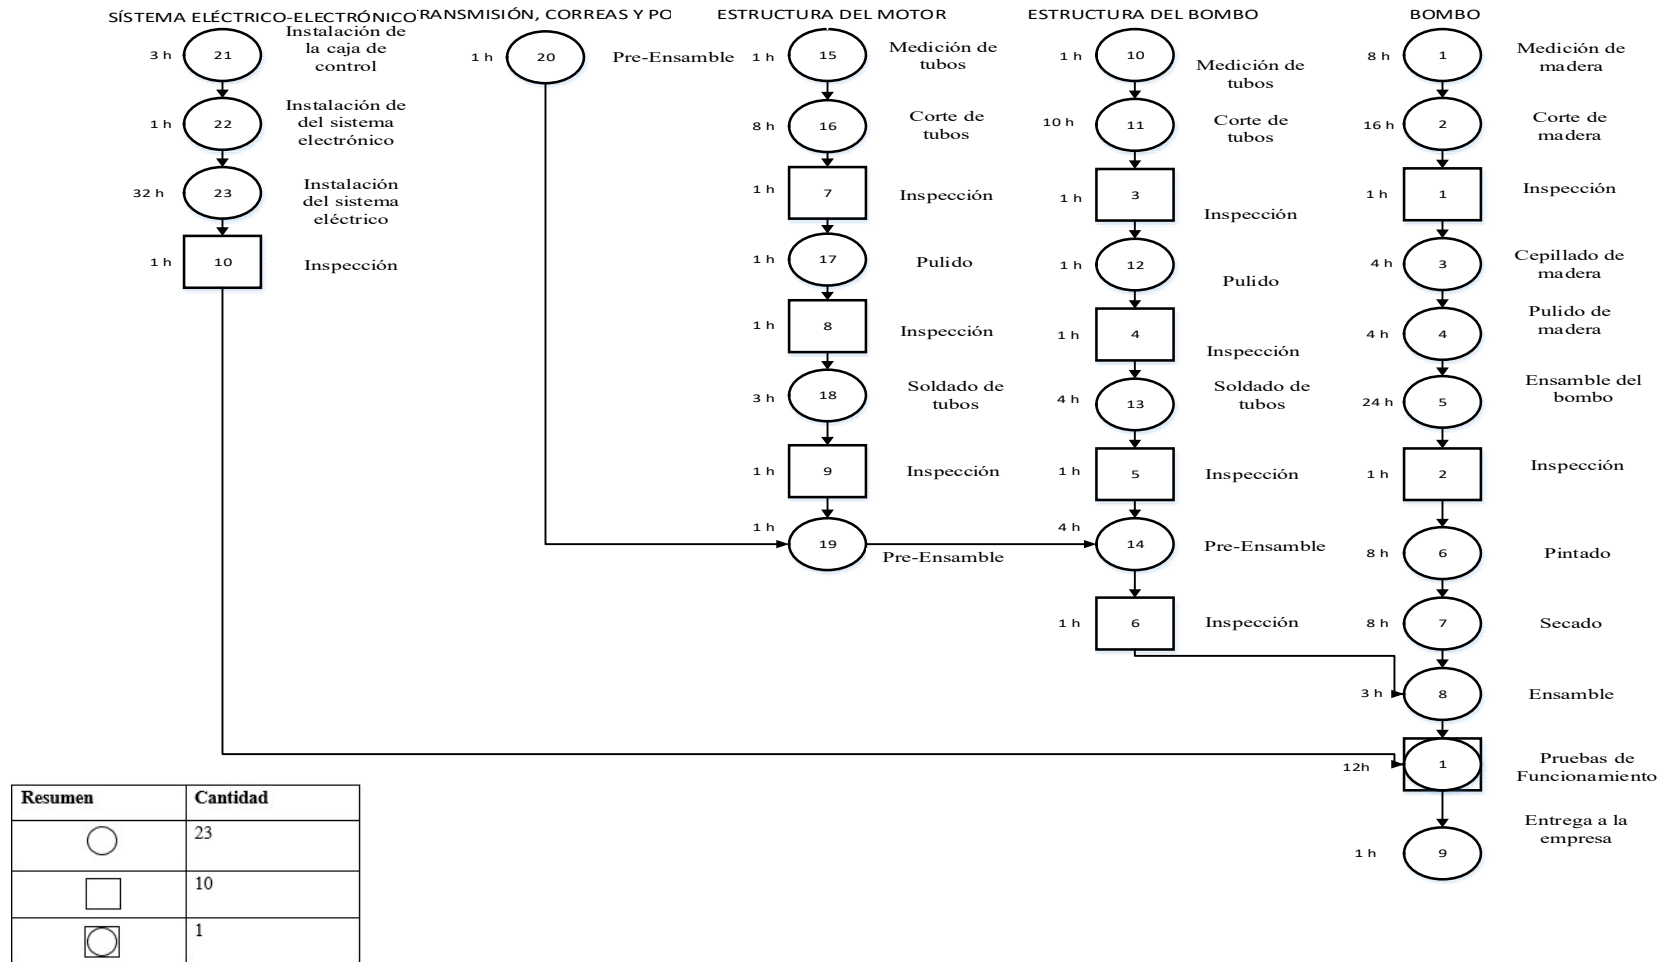 SÍSTEMA ELÉCTRICO-ELECTRÓNICO
TRANSMISIÓN, CORREAS Y PO
ESTRUCTURA DEL MOTOR
ESTRUCTURA DEL BOMBO
BOMBO
3 h
21
Instalación de
la caja de
control
1 h
22
Instalación de
del sistema
electrónico
32 h
23
Instalación
del sistema
eléctrico
1 h
10
Inspección
1 h
20
Pre-Ensamble
1 h
15
Medición de
tubos
8 h
16
Corte de
tubos
1 h
7
Inspección
1 h
17
Pulido
1 h
8
Inspección
3 h
18
Soldado de
tubos
1 h
9
Inspección
1 h
19
Pre-Ensamble
1 h
10
Medición de
tubos
10 h
11
Corte de
tubos
1 h
3
Inspección
1 h
12
Pulido
1 h
4
Inspección
4 h
13
Soldado de
tubos
1 h
5
Inspección
4 h
14
Pre-Ensamble
1 h
6
Inspección
8 h
1
Medición de
madera
16 h
2
Corte de
madera
1 h
1
Inspección
4 h
3
Cepillado de
madera
4 h
4
Pulido de
madera
24 h
5
Ensamble del
bombo
1 h
2
Inspección
8 h
6
Pintado
8 h
7
Secado
3 h
8
Ensamble
12h
1
Pruebas de
Funcionamiento
1 h
9
Entrega a la
empresa
Resumen Cantidad
23
10
1